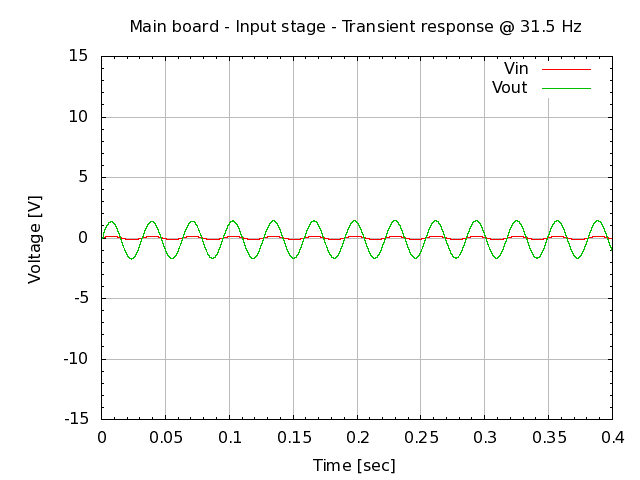 Main board - Input stage - Transient response @ 31.5 Hz
15
10
5
0
-5
-10
-15
Voltage [V]
Vin
Vout
0 0.05 0.1 0.15 0.2 0.25 0.3 0.35 0.4
Time [sec]